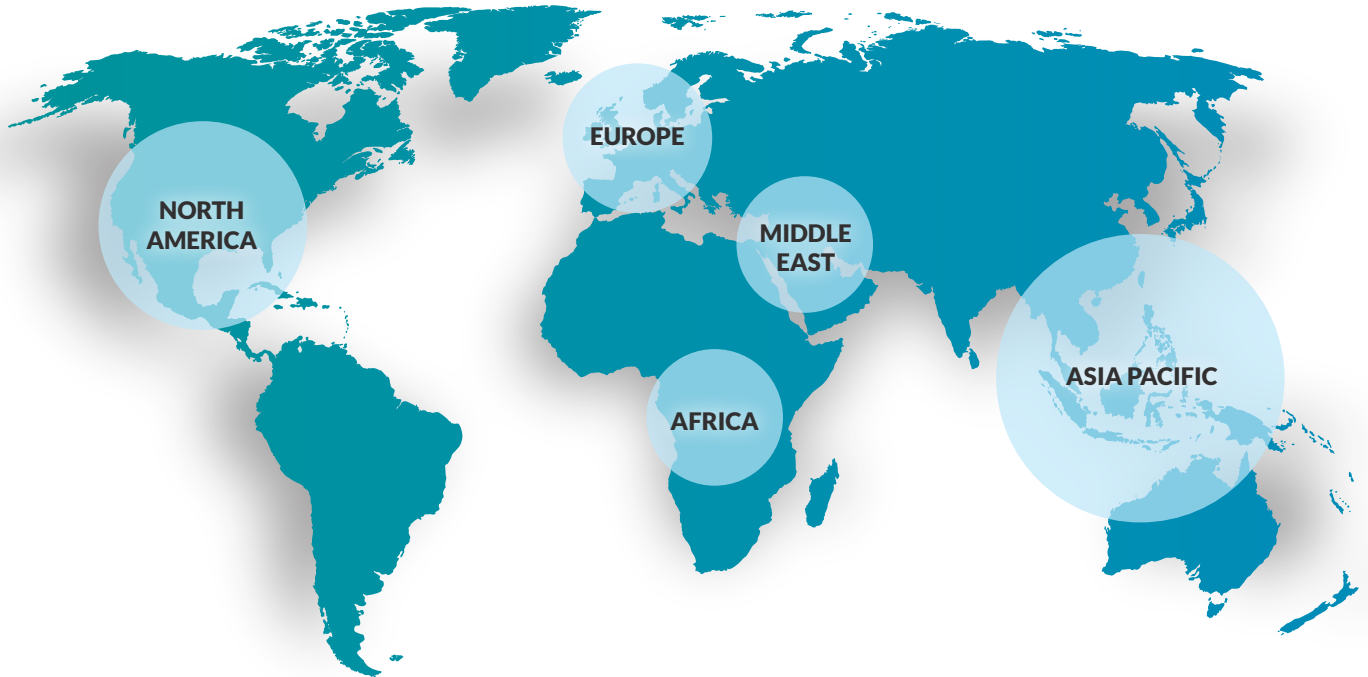 EUROPE
NORTH
AMERICA
MIDDLE
EAST
ASIA PACIFIC
AFRICA